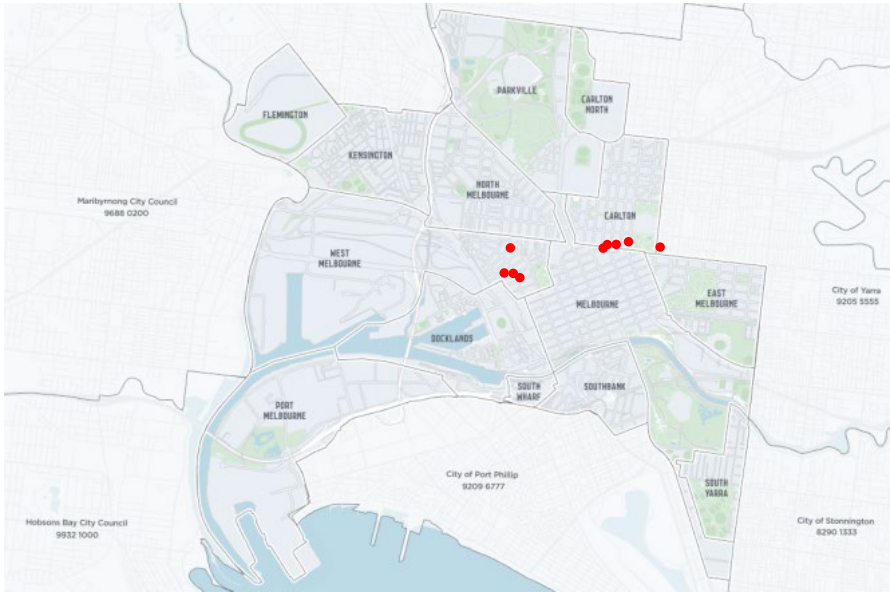 PARKVILLE
CARLTON
NORTH
FLEMINGTON
KENSINGTON
NORTH
MELBOURNE
Maribyrnong City Council
9688 0200
CARLTON
WEST
MELBOURNE
City of Yarra
9205 5555
EAST
MELBOURNE
MELBOURNE
DOCKLANDS
SOUTH
WHARF
SOUTHBANK
PORT
MELBOURNE
City of Port Phillip
9209 6777
SOUTH
YARRA
Hobsons Bay City Council
9932 1000
City of Stonnington
8290 1333